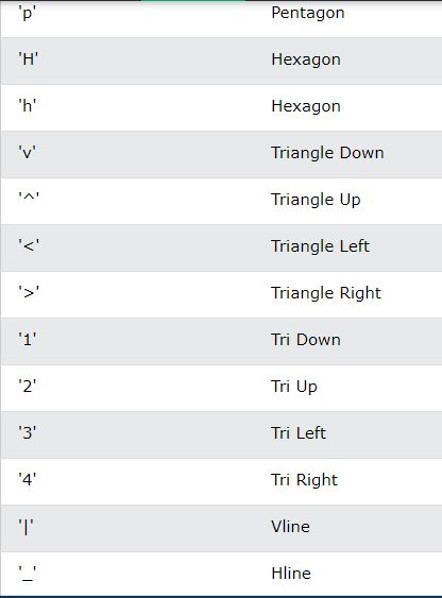 'p' Pentagon
'H' Hexagon
'h' Hexagon
'v' Triangle Down
'^' Triangle Up
'<' Triangle Left
'>' Triangle Right
'1' Tri Down
'2' Tri Up
'3' Tri Left
'4' Tri Right
'|' Vline
'_' Hline